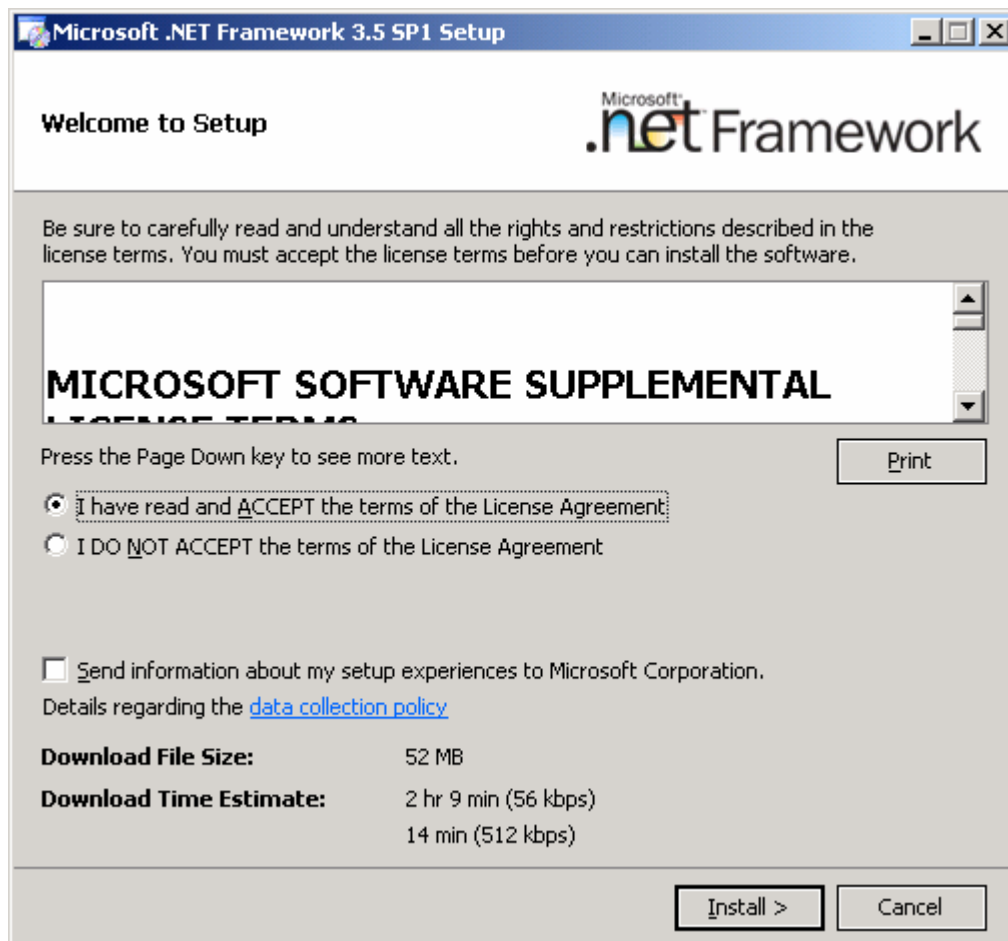 Microsoft .NET Framework 3.5 SP1 Setup
Welcome to Setup
Microsoft
.net Framework
Be sure to carefully read and understand all the rights and restrictions described in the
license terms. You must accept the license terms before you can install the software.
MICROSOFT SOFTWARE SUPPLEMENTAL
LICENSE TERMS
Press the Page Down key to see more text.
Print
I have read and ACCEPT the terms of the License Agreement
I DO NOT ACCEPT the terms of the License Agreement
Send information about my setup experiences to Microsoft Corporation.
Details regarding the data collection policy
Download File Size: 52 MB
Download Time Estimate: 2 hr 9 min (56 kbps)
14 min (512 kbps)
Install > Cancel